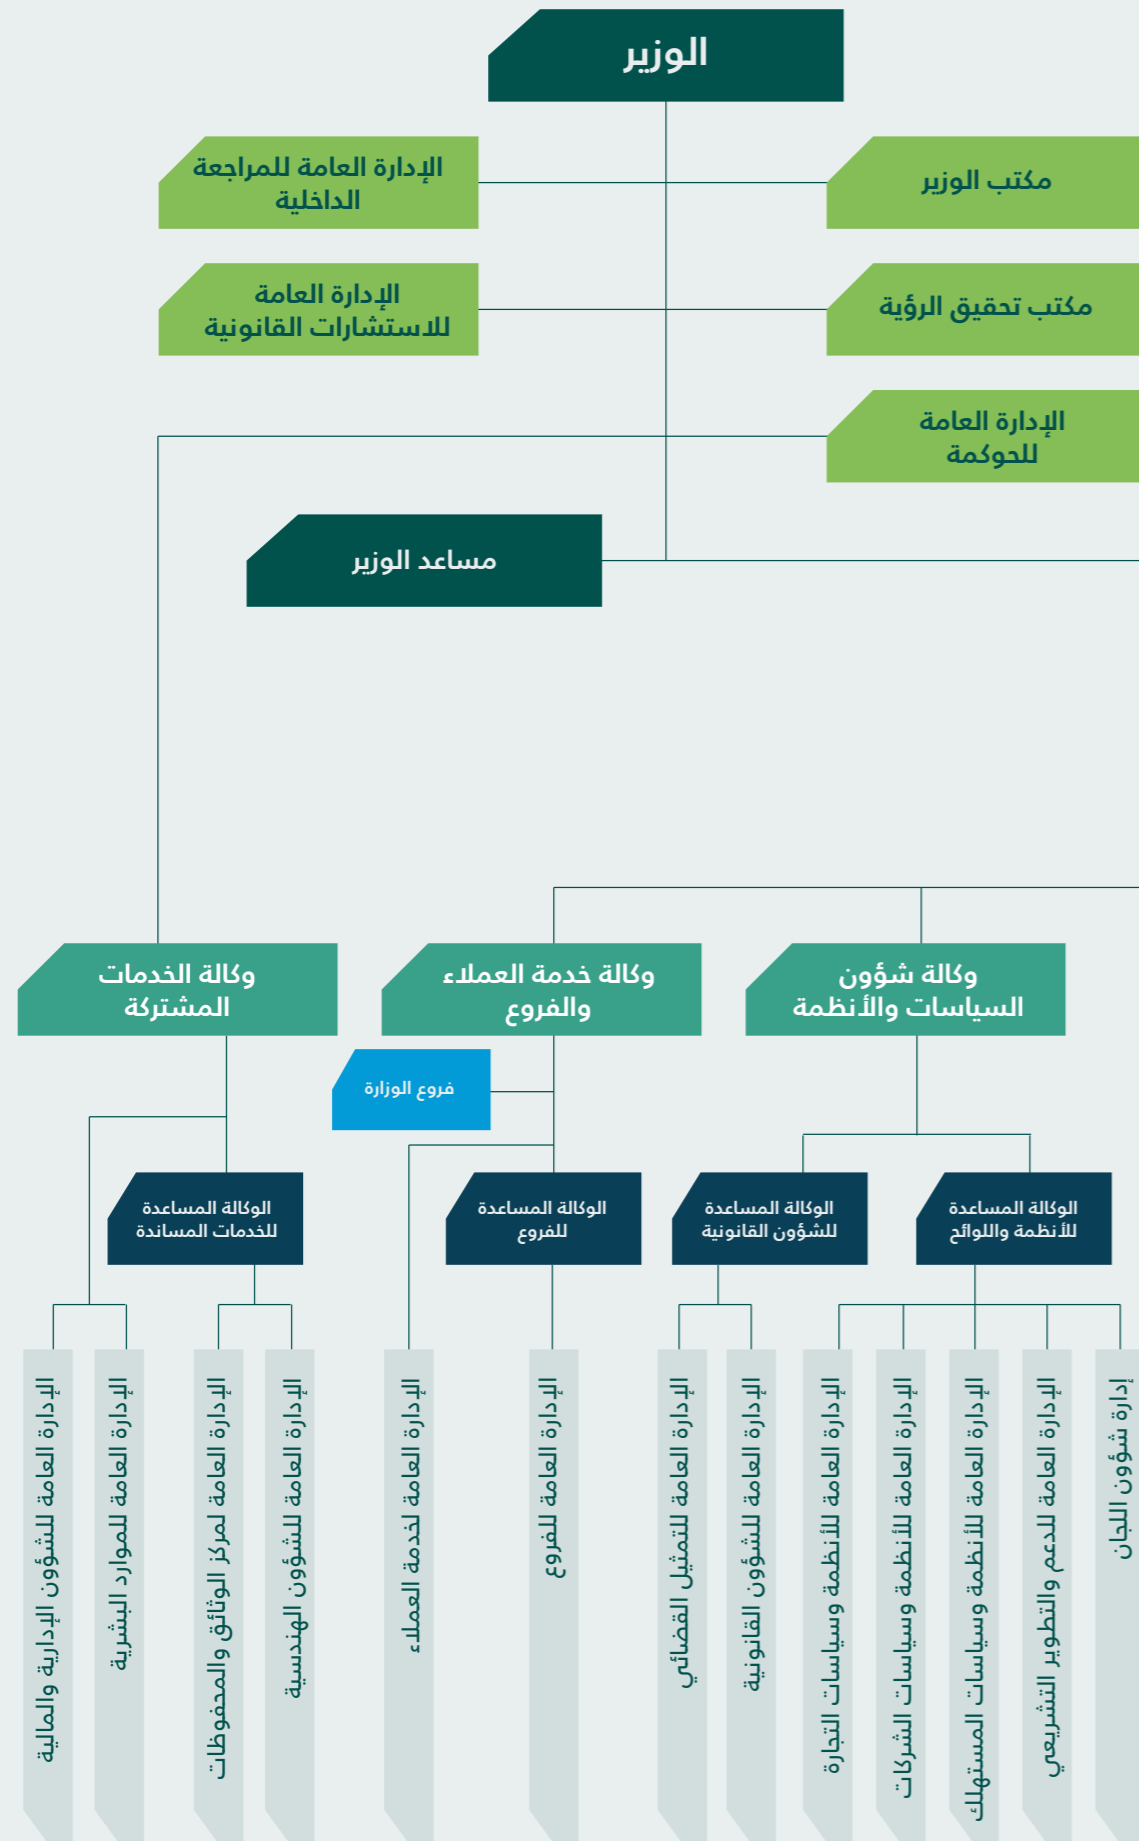 الوزير
مكتب الوزير
الإدارة العامة للمراجعة
الداخلية
مكتب تحقيق الرؤية
الإدارة العامة
للاستشارات القانونية
الإدارة العامة
للحوكمة
مساعد الوزير
وكالة شؤون
السياسات والأنظمة
وكالة خدمة العملاء
والفروع
وكالة الخدمات
المشتركة
فروع الوزارة
الوكالة المساعدة
للأنظمة واللوائح
الوكالة المساعدة
للشؤون القانونية
الوكالة المساعدة
للفروع
الوكالة المساعدة
للخدمات المساندة
إدارة شؤون اللجان
الإدارة العامة للدعم والتطوير التشريعي
الإدارة العامة للأنظمة وسياسات المستهلك
الإدارة العامة للأنظمة وسياسات الشركات
الإدارة العامة للأنظمة وسياسات التجارة
الإدارة العامة للشؤون القانونية
الإدارة العامة للتمثيل القضائي
الإدارة العامة للفروع
الإدارة العامة لخدمة العملاء
الإدارة العامة للشؤون الهندسية
الإدارة العامة لمركز الوثائق والمحفوظات
الإدارة العامة للموارد البشرية
الإدارة العامة للشؤون الإدارية والمالية